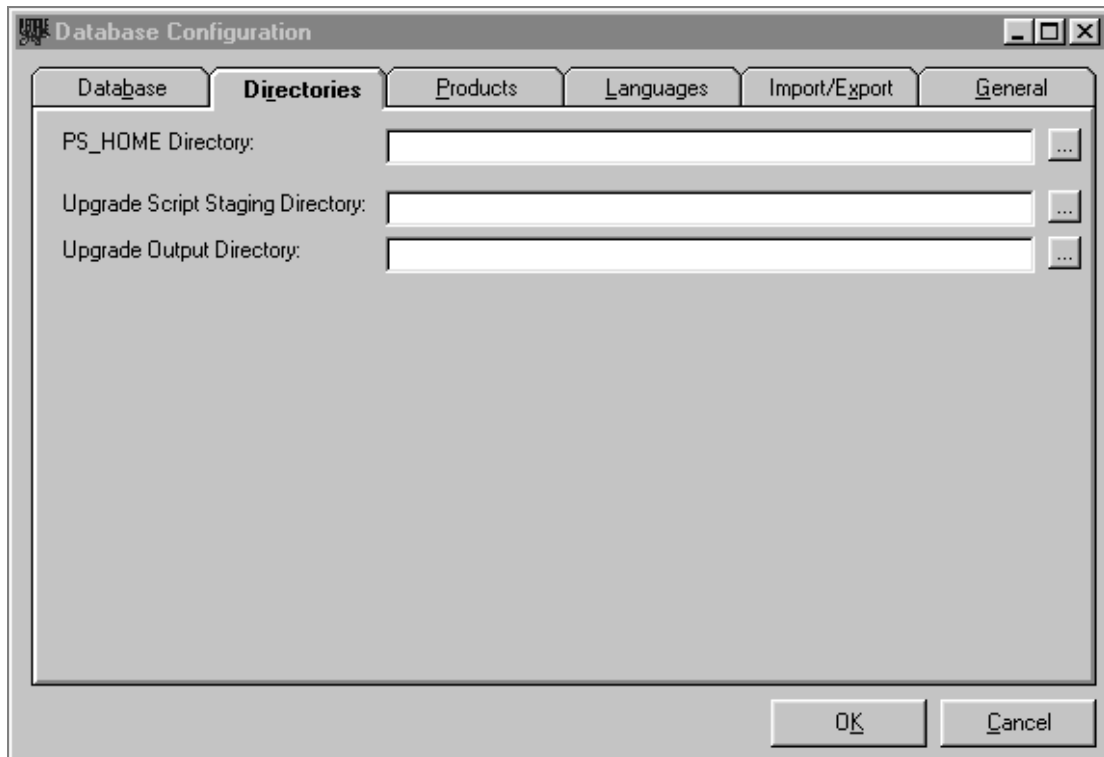 Database Configuration
Database Directories Products Languages Import/Export General
PS_HOME Directory: ...
Upgrade Script Staging Directory: ...
Upgrade Output Directory: ...
OK Cancel